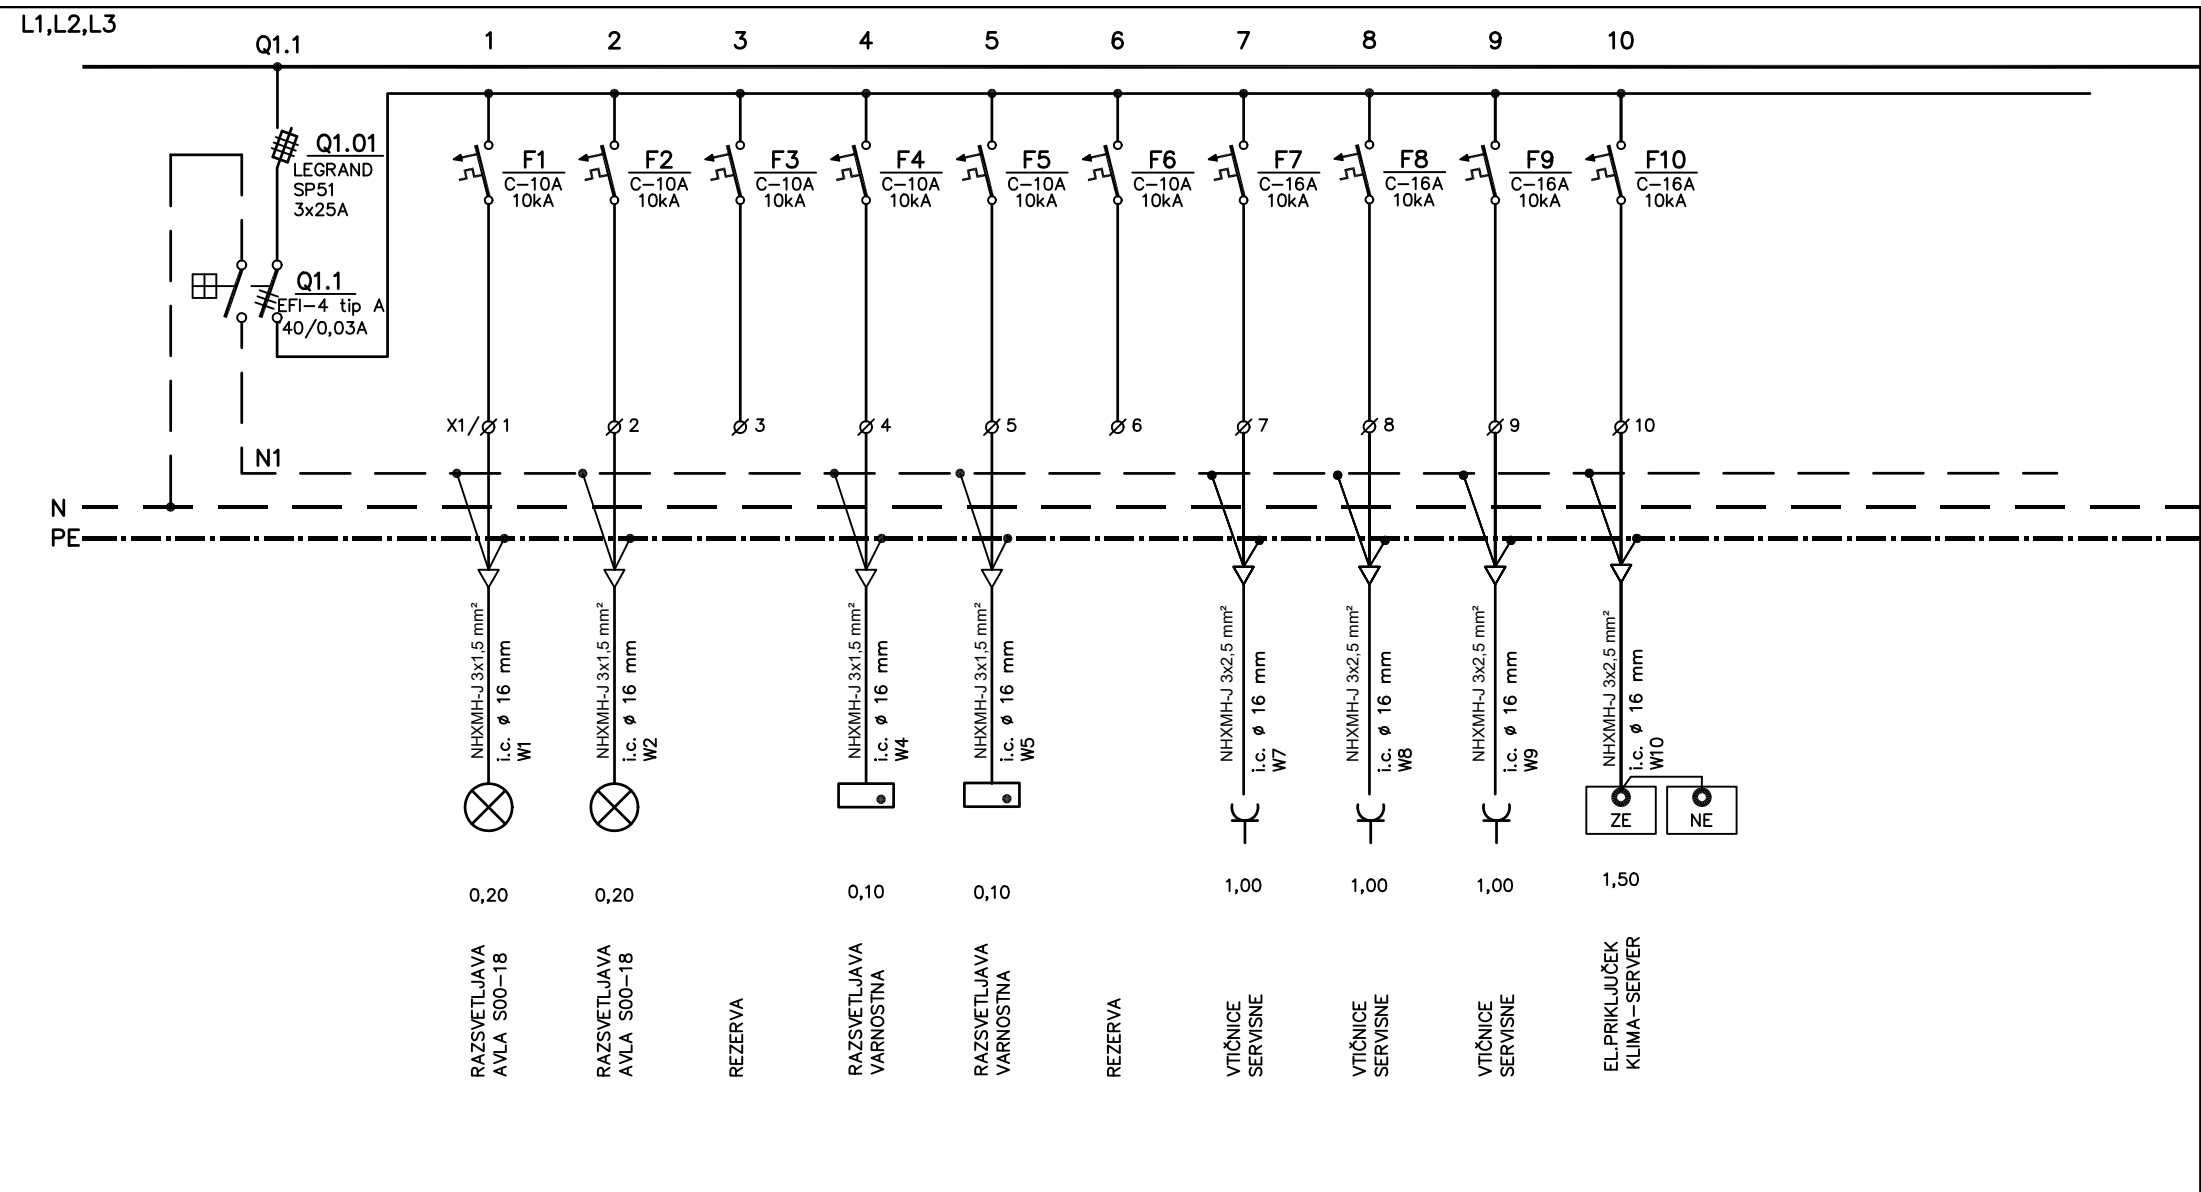 L1,L2,L3
Q1.1 1 2 3 4 5 6 7 8 9 10
Q1.01
LEGRAND
SP51
3x25A
Q1.1
EFI-4 tip A
40/0,03A
F1
C-10A
10kA
F2
C-10A
10kA
F3
C-10A
10kA
F4
C-10A
10kA
F5
C-10A
10kA
F6
C-10A
10kA
F7
C-16A
10kA
F8
C-16A
10kA
F9
C-16A
10kA
F10
C-16A
10kA
X1/ 1 2 3 4 5 6 7 8 9 10
N1
N
PE
NHXMH-J 3x1,5 mm²
i.c. ø 16 mm
W1
NHXMH-J 3x1,5 mm²
i.c. ø 16 mm
W2
NHXMH-J 3x1,5 mm²
i.c. ø 16 mm
W4
NHXMH-J 3x1,5 mm²
i.c. ø 16 mm
W5
NHXMH-J 3x2,5 mm²
i.c. ø 16 mm
W7
NHXMH-J 3x2,5 mm²
i.c. ø 16 mm
W8
NHXMH-J 3x2,5 mm²
i.c. ø 16 mm
W9
NHXMH-J 3x2,5 mm²
i.c. ø 16 mm
W10
ZE NE
0,20 0,20 0,10 0,10 1,00 1,00 1,00 1,50
RAZSVETLJAVA
AVLA S00-18
RAZSVETLJAVA
AVLA S00-18
REZERVA
RAZSVETLJAVA
VARNOSTNA
RAZSVETLJAVA
VARNOSTNA
REZERVA
VTIČNICE
SERVISNE
VTIČNICE
SERVISNE
VTIČNICE
SERVISNE
EL.PRIKLJUČEK
KLIMA-SERVER